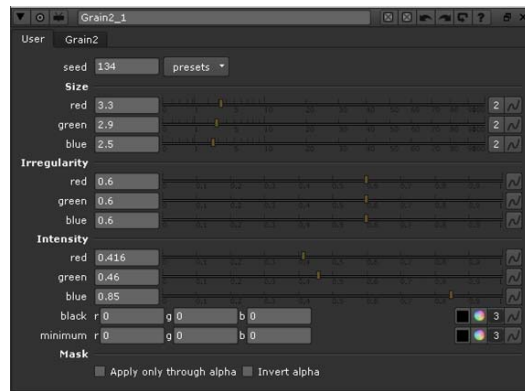 Grain2_1 ?
User Grain2
seed 134 presets
Size
red 3.3 2
green 2.9 2
blue 2.5 2
Irregularity
red 0.6
green 0.6
blue 0.6
Intensity
red 0.416
green 0.46
blue 0.85
black r 0 g 0 b 0 3
minimum r 0 g 0 b 0 3
Mask
Apply only through alpha Invert alpha